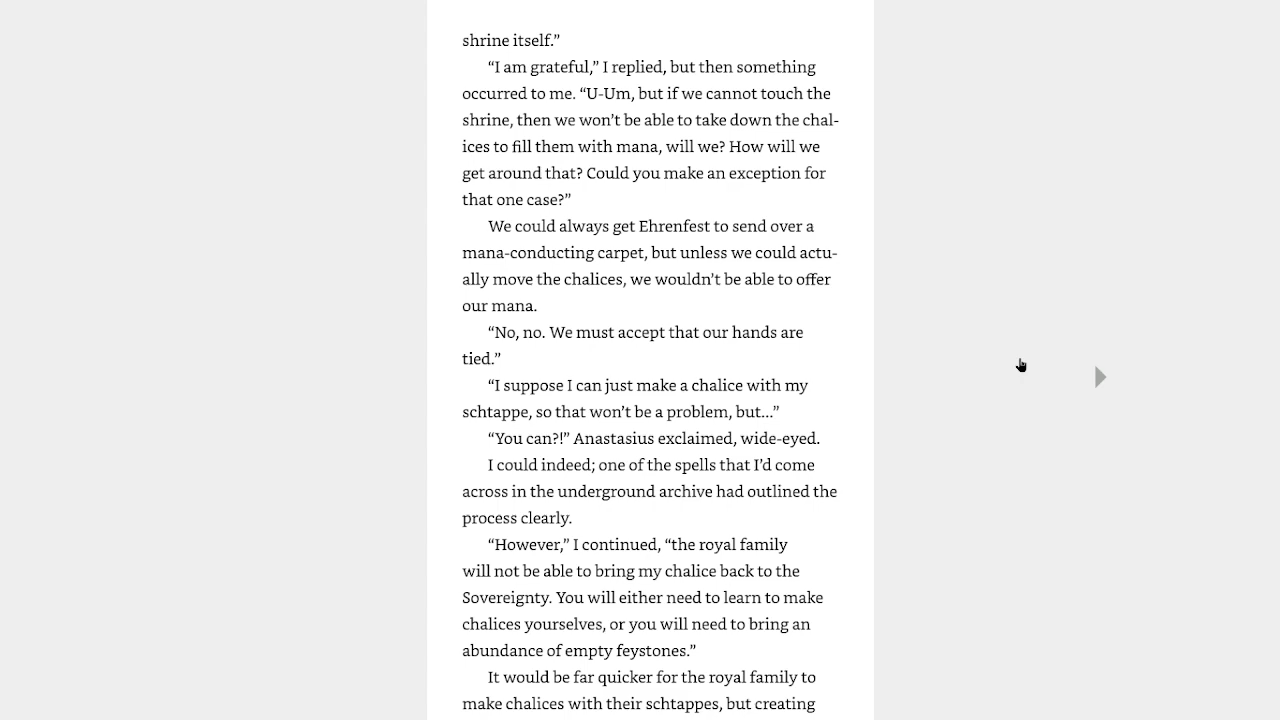 shrine itself.”
“I am grateful,” I replied, but then something
occurred to me. “U-Um, but if we cannot touch the
shrine, then we won’t be able to take down the chal-
ices to fill them with mana, will we? How will we
get around that? Could you make an exception for
that one case?”
We could always get Ehrenfest to send over a
mana-conducting carpet, but unless we could actu-
ally move the chalices, we wouldn’t be able to offer
our mana.
“No, no. We must accept that our hands are
tied.”
“I suppose I can just make a chalice with my
schtappe, so that won’t be a problem, but...”
“You can?!” Anastasius exclaimed, wide-eyed.
I could indeed; one of the spells that I’d come
across in the underground archive had outlined the
process clearly.
“However,” I continued, “the royal family
will not be able to bring my chalice back to the
Sovereignty. You will either need to learn to make
chalices yourselves, or you will need to bring an
abundance of empty feystones.”
It would be far quicker for the royal family to
make chalices with their schtappes, but creating